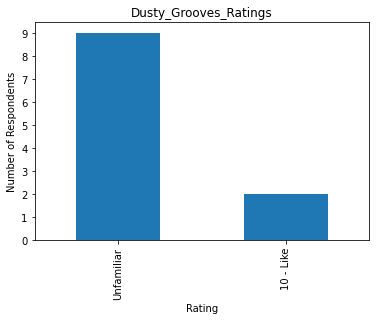 Dusty_Grooves_Ratings
Number of Respondents
9
8
7
6
5
4
3
2
1
0
Unfamiliar
10 - Like
Rating